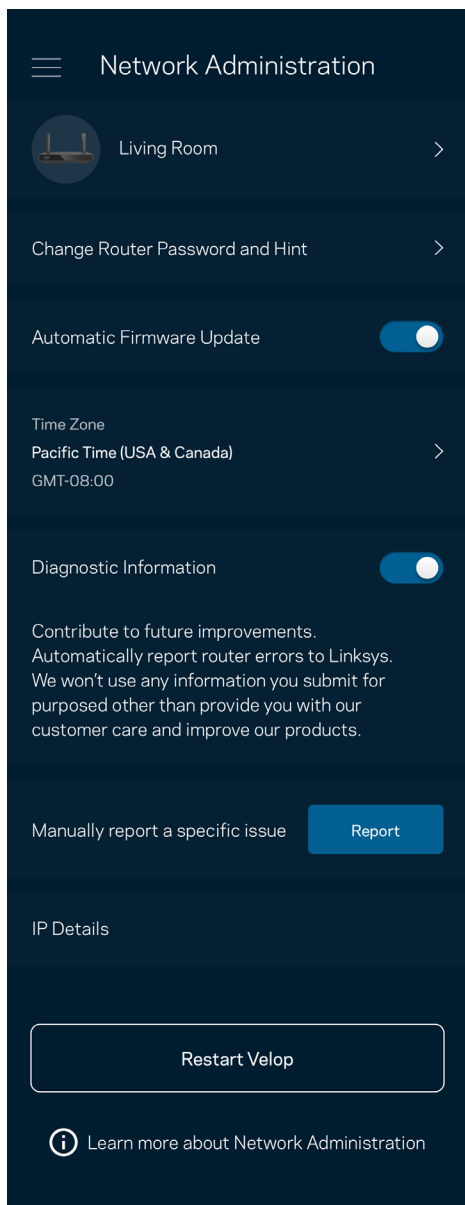 Network Administration
Living Room
Change Router Password and Hint
Automatic Firmware Update
Time Zone
Pacific Time (USA & Canada)
GMT-08:00
Diagnostic Information
Contribute to future improvements.
Automatically report router errors to Linksys.
We won't use any information you submit for
purposed other than provide you with our
customer care and improve our products.
Manually report a specific issue
Report
IP Details
Restart Velop
Learn more about Network Administration